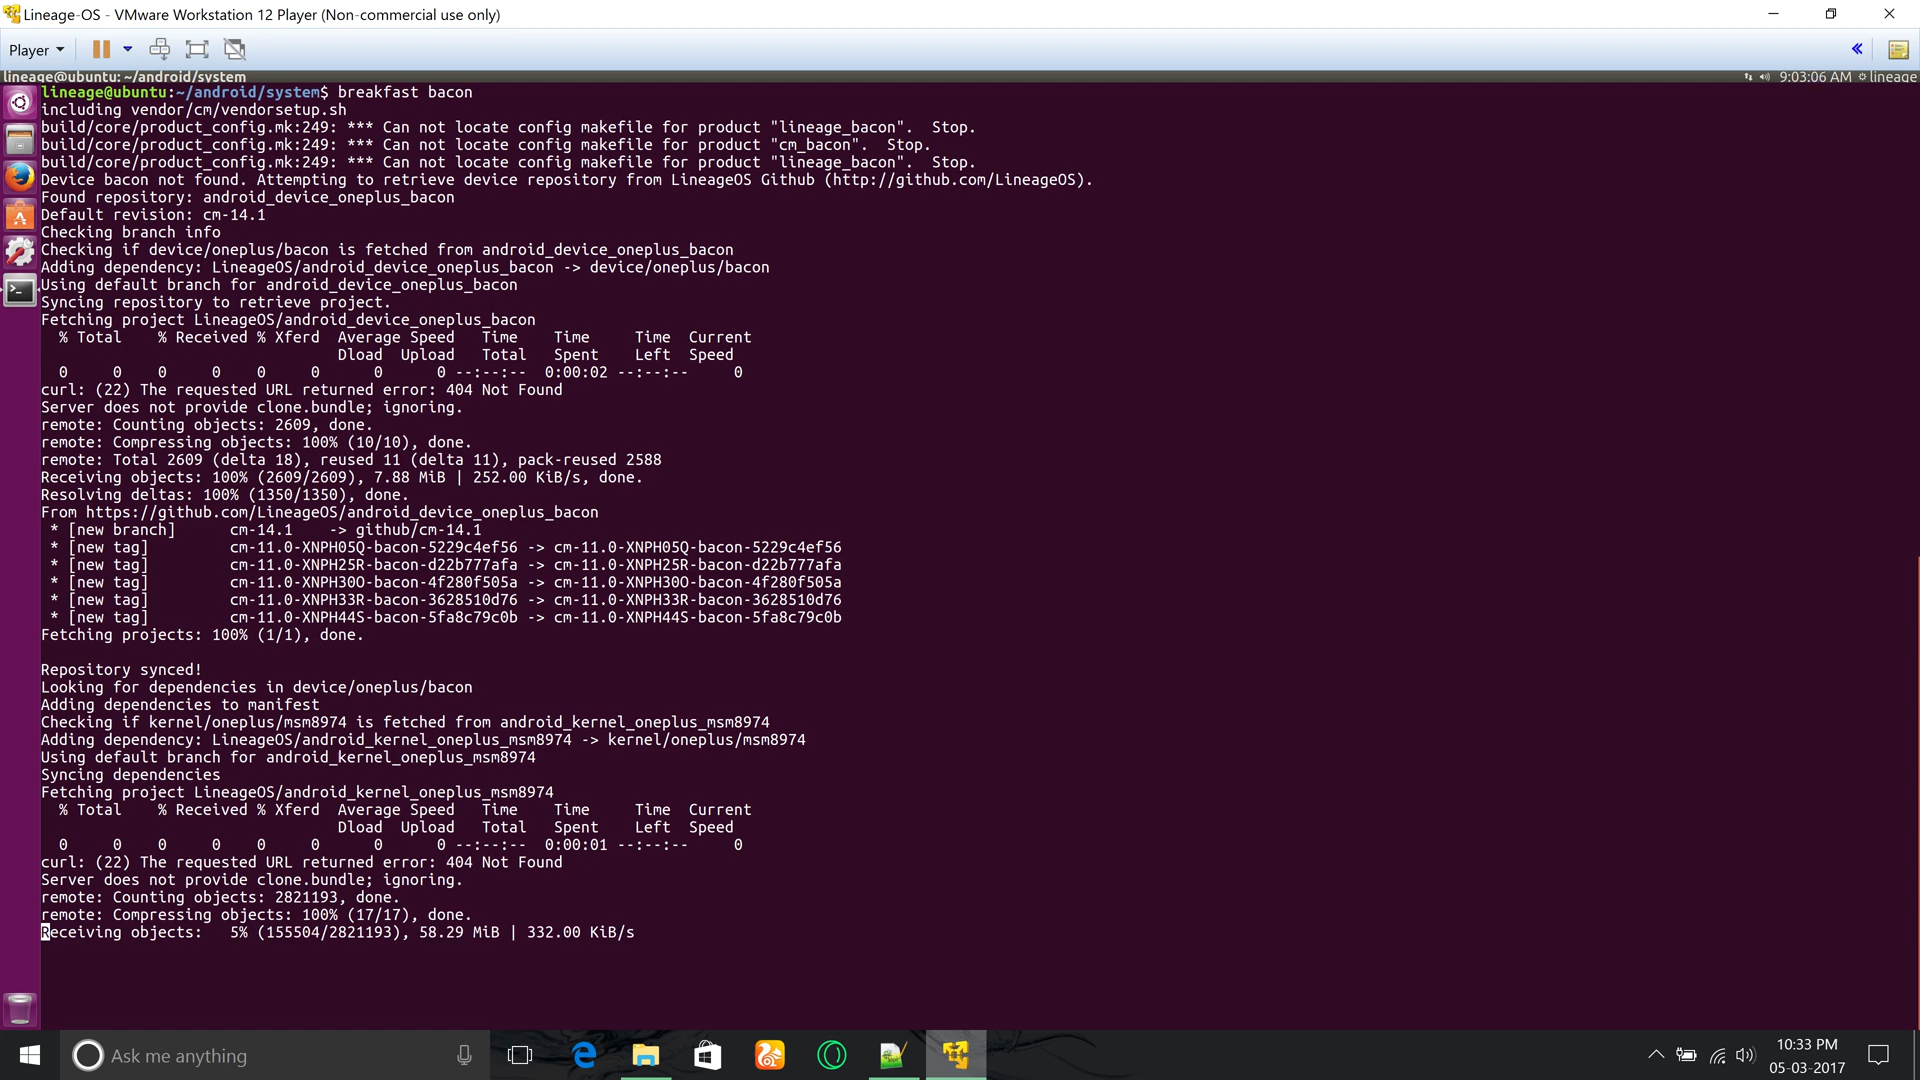 Lineage-OS - VMware Workstation 12 Player (Non-commercial use only)
Player
lineage@ubuntu: ~/android/system 9:03:06 AM lineage
lineage@ubuntu:~/android/system$ breakfast bacon
including vendor/cm/vendorsetup.sh
build/core/product_config.mk:249: *** Can not locate config makefile for product "lineage_bacon".  Stop.
build/core/product_config.mk:249: *** Can not locate config makefile for product "cm_bacon".  Stop.
build/core/product_config.mk:249: *** Can not locate config makefile for product "lineage_bacon".  Stop.
Device bacon not found. Attempting to retrieve device repository from LineageOS Github (http://github.com/LineageOS).
Found repository: android_device_oneplus_bacon
Default revision: cm-14.1
Checking branch info
Checking if device/oneplus/bacon is fetched from android_device_oneplus_bacon
Adding dependency: LineageOS/android_device_oneplus_bacon -> device/oneplus/bacon
Using default branch for android_device_oneplus_bacon
Syncing repository to retrieve project.
Fetching project LineageOS/android_device_oneplus_bacon
  % Total    % Received % Xferd  Average Speed   Time    Time     Time  Current
                                 Dload  Upload   Total   Spent    Left  Speed
  0     0    0     0    0     0      0      0 --:--:--  0:00:02 --:--:--     0
curl: (22) The requested URL returned error: 404 Not Found
Server does not provide clone.bundle; ignoring.
remote: Counting objects: 2609, done.
remote: Compressing objects: 100% (10/10), done.
remote: Total 2609 (delta 18), reused 11 (delta 11), pack-reused 2588
Receiving objects: 100% (2609/2609), 7.88 MiB | 252.00 KiB/s, done.
Resolving deltas: 100% (1350/1350), done.
From https://github.com/LineageOS/android_device_oneplus_bacon
 * [new branch]      cm-14.1    -> github/cm-14.1
 * [new tag]         cm-11.0-XNPH05Q-bacon-5229c4ef56 -> cm-11.0-XNPH05Q-bacon-5229c4ef56
 * [new tag]         cm-11.0-XNPH25R-bacon-d22b777afa -> cm-11.0-XNPH25R-bacon-d22b777afa
 * [new tag]         cm-11.0-XNPH30O-bacon-4f280f505a -> cm-11.0-XNPH30O-bacon-4f280f505a
 * [new tag]         cm-11.0-XNPH33R-bacon-3628510d76 -> cm-11.0-XNPH33R-bacon-3628510d76
 * [new tag]         cm-11.0-XNPH44S-bacon-5fa8c79c0b -> cm-11.0-XNPH44S-bacon-5fa8c79c0b
Fetching projects: 100% (1/1), done.
Repository synced!
Looking for dependencies in device/oneplus/bacon
Adding dependencies to manifest
Checking if kernel/oneplus/msm8974 is fetched from android_kernel_oneplus_msm8974
Adding dependency: LineageOS/android_kernel_oneplus_msm8974 -> kernel/oneplus/msm8974
Using default branch for android_kernel_oneplus_msm8974
Syncing dependencies
Fetching project LineageOS/android_kernel_oneplus_msm8974
  % Total    % Received % Xferd  Average Speed   Time    Time     Time  Current
                                 Dload  Upload   Total   Spent    Left  Speed
  0     0    0     0    0     0      0      0 --:--:--  0:00:01 --:--:--     0
curl: (22) The requested URL returned error: 404 Not Found
Server does not provide clone.bundle; ignoring.
remote: Counting objects: 2821193, done.
remote: Compressing objects: 100% (17/17), done.
Receiving objects:   5% (155504/2821193), 58.29 MiB | 332.00 KiB/s
Ask me anything
10:33 PM
05-03-2017